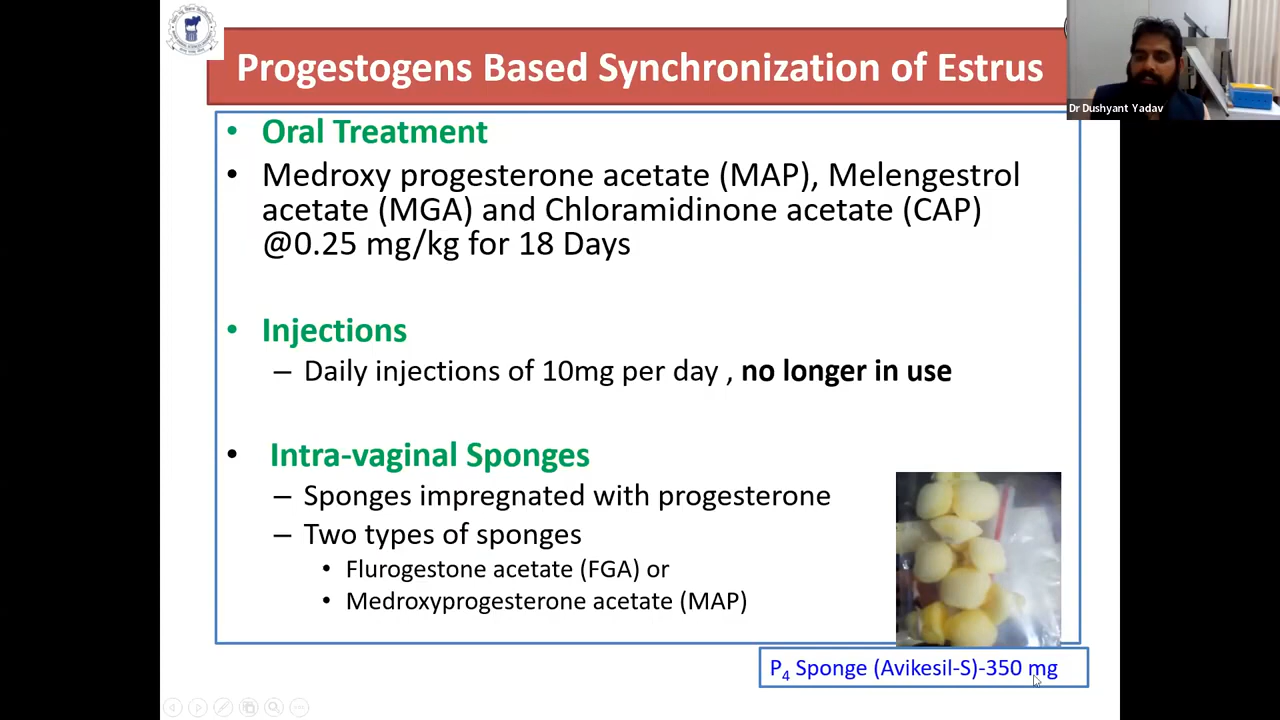 Progestogens Based Synchronization of Estrus
Dr Dushyant Yadav
• Oral Treatment
• Medroxy progesterone acetate (MAP), Melengestrol
acetate (MGA) and Chloramidinone acetate (CAP)
@0.25 mg/kg for 18 Days
• Injections
– Daily injections of 10mg per day , no longer in use
• Intra-vaginal Sponges
– Sponges impregnated with progesterone
– Two types of sponges
• Flurogestone acetate (FGA) or
• Medroxyprogesterone acetate (MAP)
P4 Sponge (Avikesil-S)-350 mg